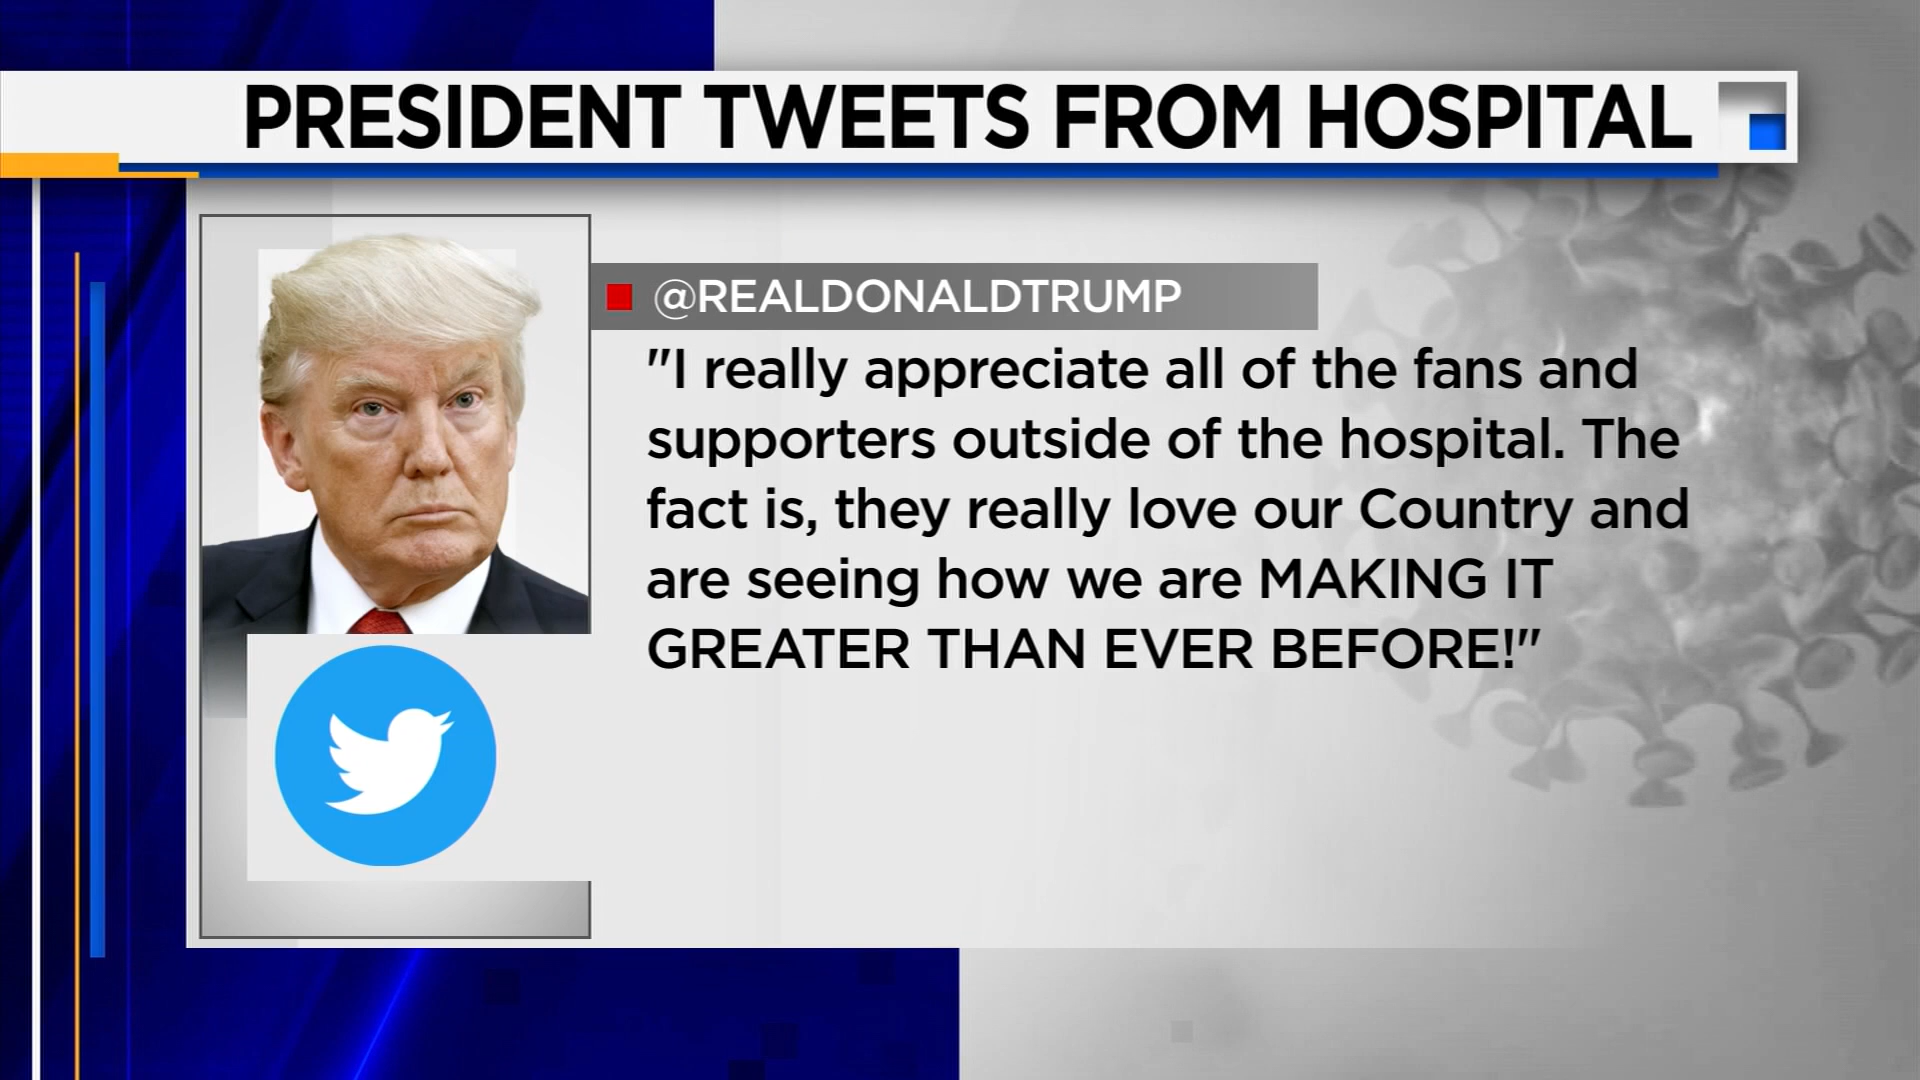 PRESIDENT TWEETS FROM HOSPITAL
@REALDONALDTRUMP
"I really appreciate all of the fans and
supporters outside of the hospital. The
fact is, they really love our Country and
are seeing how we are MAKING IT
GREATER THAN EVER BEFORE!"